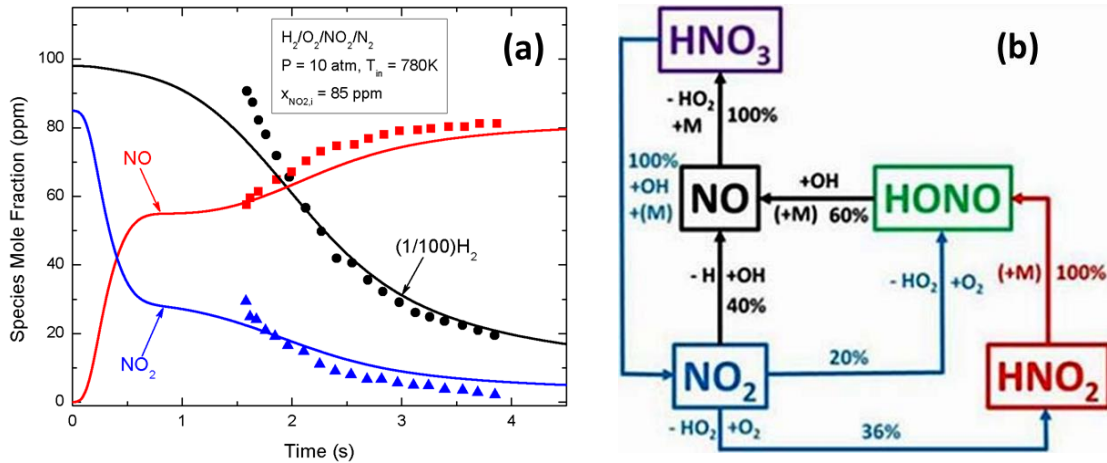 (a)
H2/O2/NO2/N2
P = 10 atm, Tin = 780K
xNO2,i = 85 ppm
NO
(1/100)H2
NO2
Species Mole Fraction (ppm)
100
80
60
40
20
0
0 1 2 3 4
Time (s)
(b)
HNO3
- HO2
+M
100%
100%
+OH
+(M)
NO
+OH
(+M) 60%
HONO
- H +OH
40%
- HO2 +O2
(+M) 100%
NO2
20%
HNO2
- HO2 +O2
36%